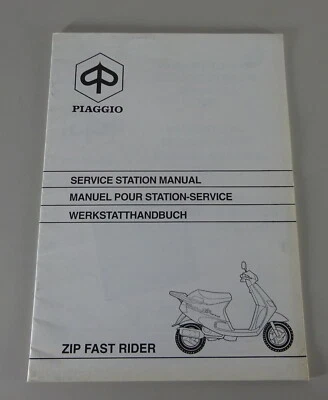 PIAGGIO
SERVICE STATION MANUAL
MANUEL POUR STATION-SERVICE
WERKSTATTHANDBUCH
ZIP FAST RIDER